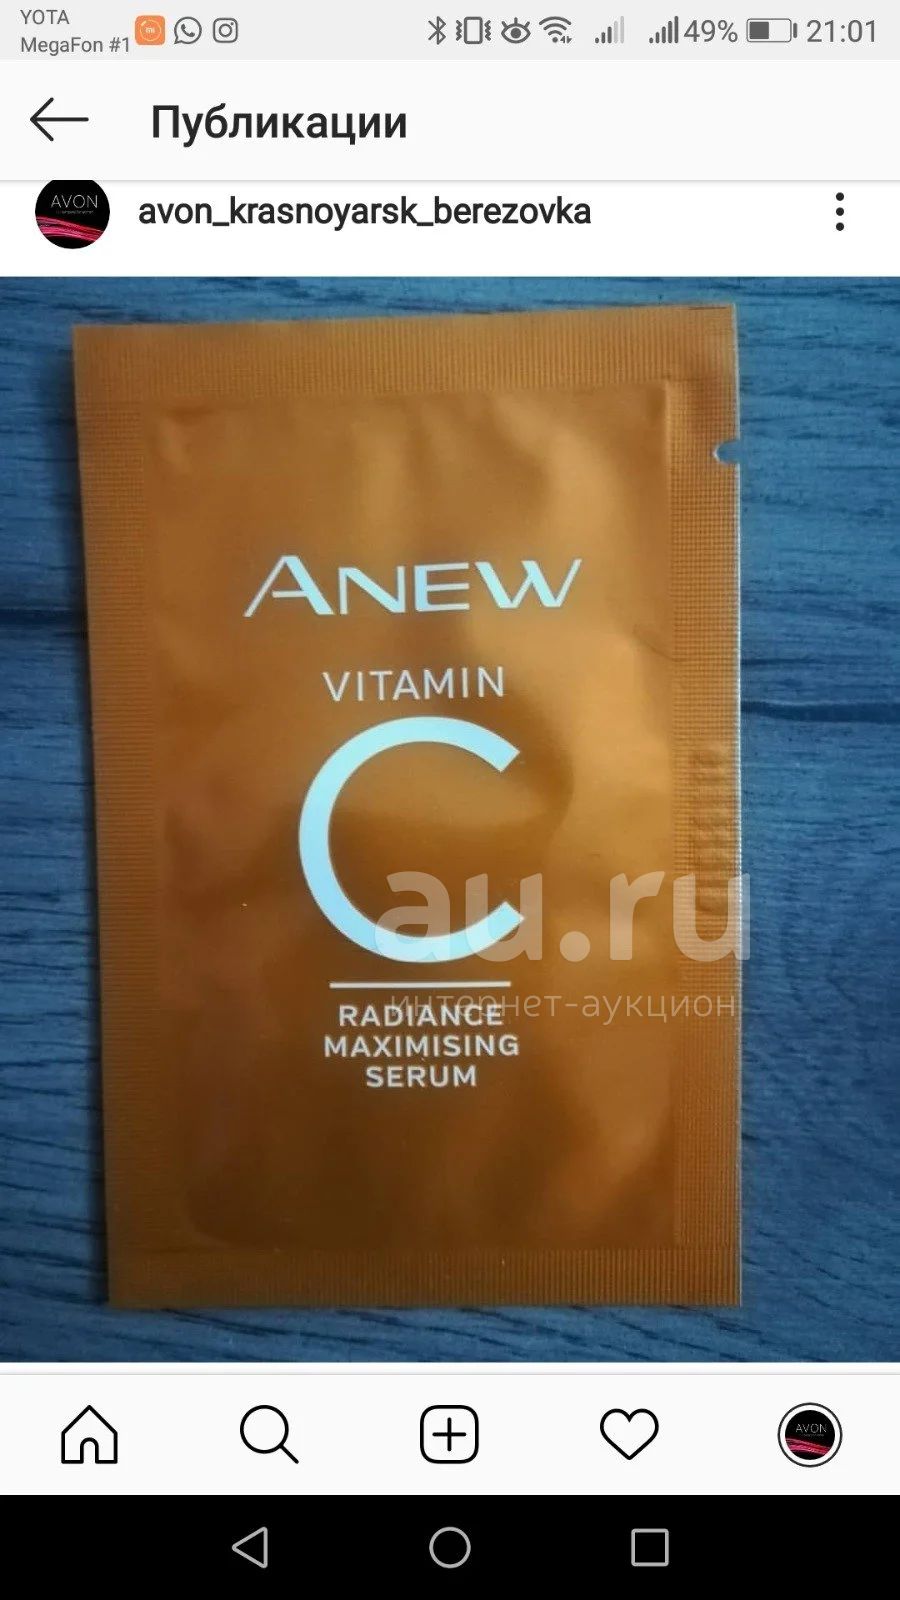 YOTA
MegaFon #1
49%
21:01
Публикации
AVON
avon_krasnoyarsk_berezovka
ANEW
VITAMIN
C
au.ru
интернет-аукцион
RADIANCE
MAXIMISING
SERUM
AVON